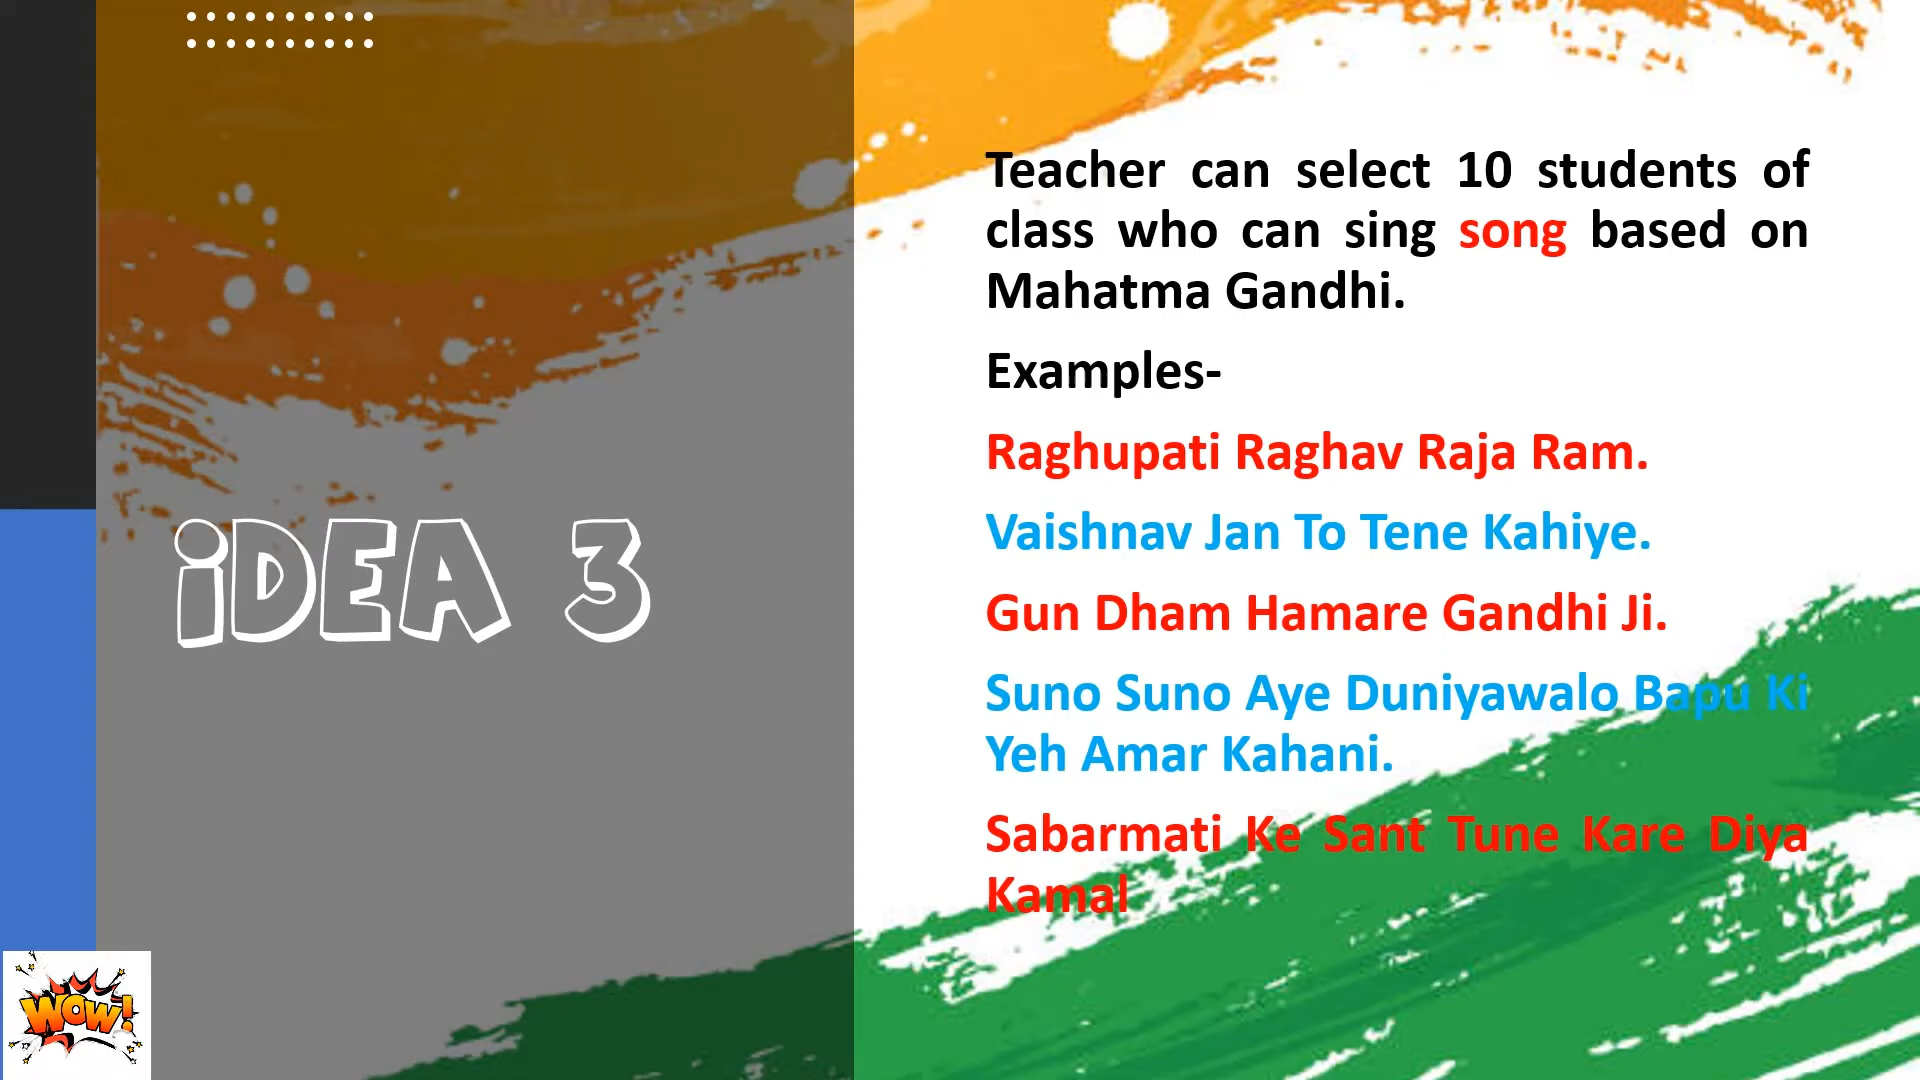 iDEA 3
Teacher can select 10 students of
class who can sing song based on
Mahatma Gandhi.
Examples-
Raghupati Raghav Raja Ram.
Vaishnav Jan To Tene Kahiye.
Gun Dham Hamare Gandhi Ji.
Suno Suno Aye Duniyawalo Bapu Ki
Yeh Amar Kahani.
Sabarmati Ke Sant Tune Kare Diya
Kamal
WOW!